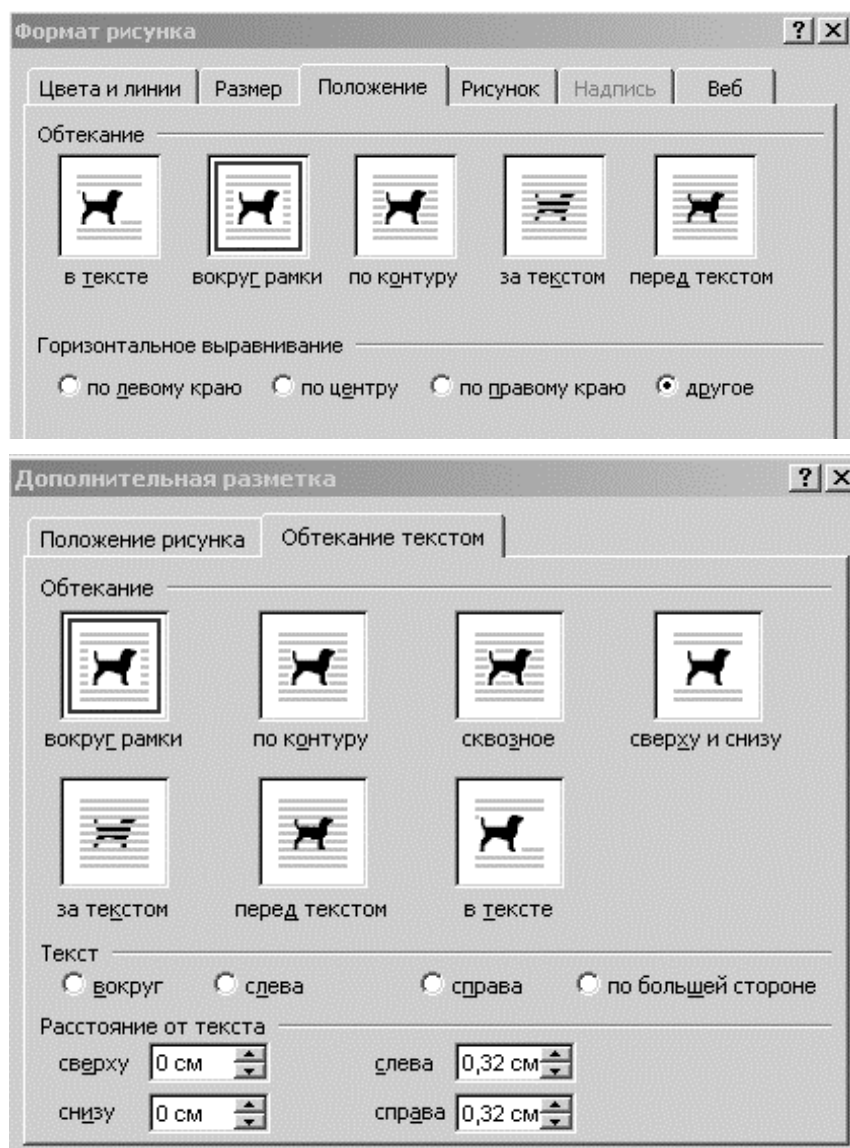 Формат рисунка
Цвета и линии Размер Положение Рисунок Надпись Веб
Обтекание
в тексте вокруг рамки по контуру за текстом перед текстом
Горизонтальное выравнивание
по левому краю по центру по правому краю другое
Дополнительная разметка
Положение рисунка Обтекание текстом
Обтекание
вокруг рамки по контуру сквозное сверху и снизу
за текстом перед текстом в тексте
Текст
вокруг слева справа по большей стороне
Расстояние от текста
сверху 0 см слева 0,32 см
снизу 0 см справа 0,32 см